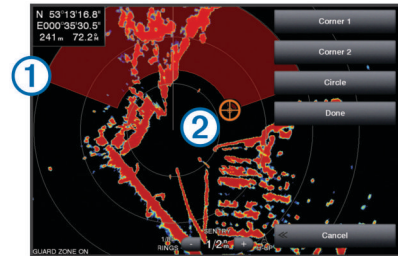 N 53°13'16.8"
E000°35'30.5"
241m 72.2°
Corner 1
Corner 2
Circle
Done
1
2
SENTRY
RINGS - 1/2 +
GUARD ZONE ON
Cancel